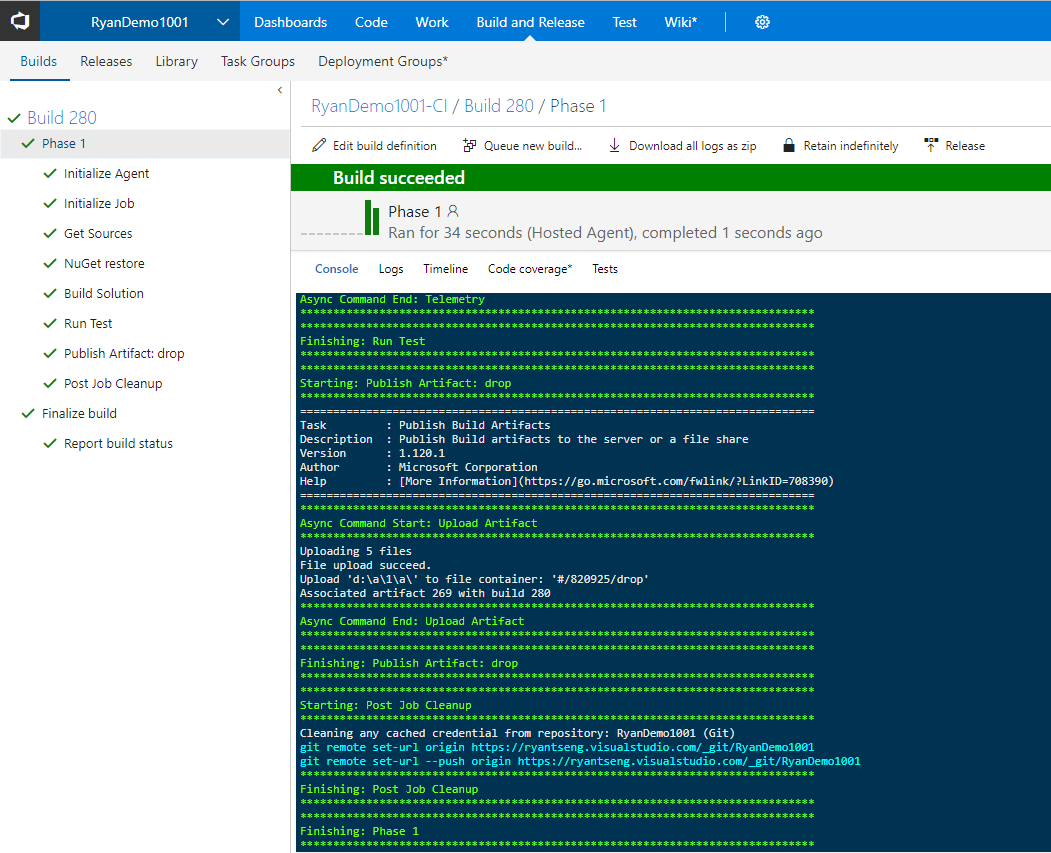 RyanDemo1001 Dashboards Code Work Build and Release Test Wiki*
Builds Releases Library Task Groups Deployment Groups*
Build 280
Phase 1
Initialize Agent
Initialize Job
Get Sources
NuGet restore
Build Solution
Run Test
Publish Artifact: drop
Post Job Cleanup
Finalize build
Report build status
RyanDemo1001-CI / Build 280 / Phase 1
Edit build definition Queue new build... Download all logs as zip Retain indefinitely Release
Build succeeded
Phase 1
Ran for 34 seconds (Hosted Agent), completed 1 seconds ago
Console Logs Timeline Code coverage* Tests
Async Command End: Telemetry
******************************************************************************
******************************************************************************
Finishing: Run Test
******************************************************************************
******************************************************************************
Starting: Publish Artifact: drop
******************************************************************************
==============================================================================
Task         : Publish Build Artifacts
Description  : Publish Build artifacts to the server or a file share
Version      : 1.120.1
Author       : Microsoft Corporation
Help         : [More Information](https://go.microsoft.com/fwlink/?LinkID=708390)
==============================================================================
******************************************************************************
Async Command Start: Upload Artifact
******************************************************************************
Uploading 5 files
File upload succeed.
Upload 'd:\a\1\a\' to file container: '#/820925/drop'
Associated artifact 269 with build 280
******************************************************************************
Async Command End: Upload Artifact
******************************************************************************
******************************************************************************
Finishing: Publish Artifact: drop
******************************************************************************
******************************************************************************
Starting: Post Job Cleanup
******************************************************************************
Cleaning any cached credential from repository: RyanDemo1001 (Git)
git remote set-url origin https://ryantseng.visualstudio.com/_git/RyanDemo1001
git remote set-url --push origin https://ryantseng.visualstudio.com/_git/RyanDemo1001
******************************************************************************
Finishing: Post Job Cleanup
******************************************************************************
******************************************************************************
Finishing: Phase 1
******************************************************************************